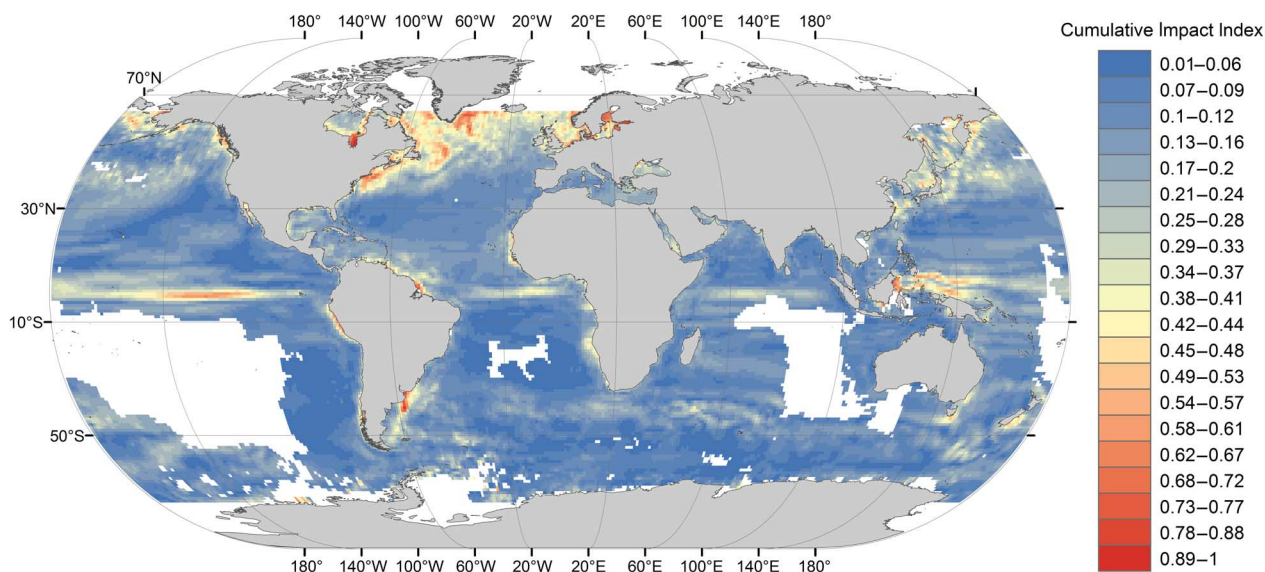 180° 140°W 100°W 60°W 20°W 20°E 60°E 100°E 180°
Cumulative Impact Index
70°N
30°N
10°S
50°S
180° 140°W 100°W 60°W 20°W 20°E 60°E 100°E 180°
0.01–0.06
0.07–0.09
0.1–0.12
0.13–0.16
0.17–0.2
0.21–0.24
0.25–0.28
0.29–0.33
0.34–0.37
0.38–0.41
0.42–0.44
0.45–0.48
0.49–0.53
0.54–0.57
0.58–0.61
0.62–0.67
0.68–0.72
0.73–0.77
0.78–0.88
0.89–1